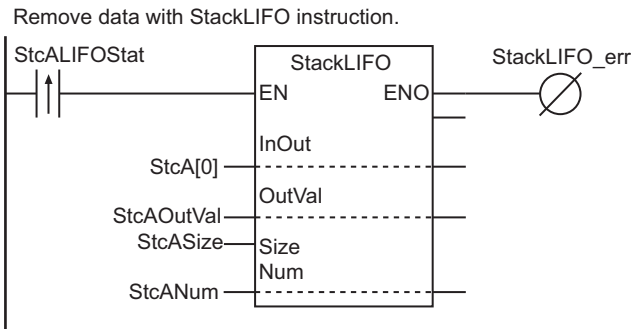 Remove data with StackLIFO instruction.
StcALIFOStat
StackLIFO
StackLIFO_err
EN ENO
InOut
StcA[0]
OutVal
StcAOutVal
StcASize
Size
Num
StcANum